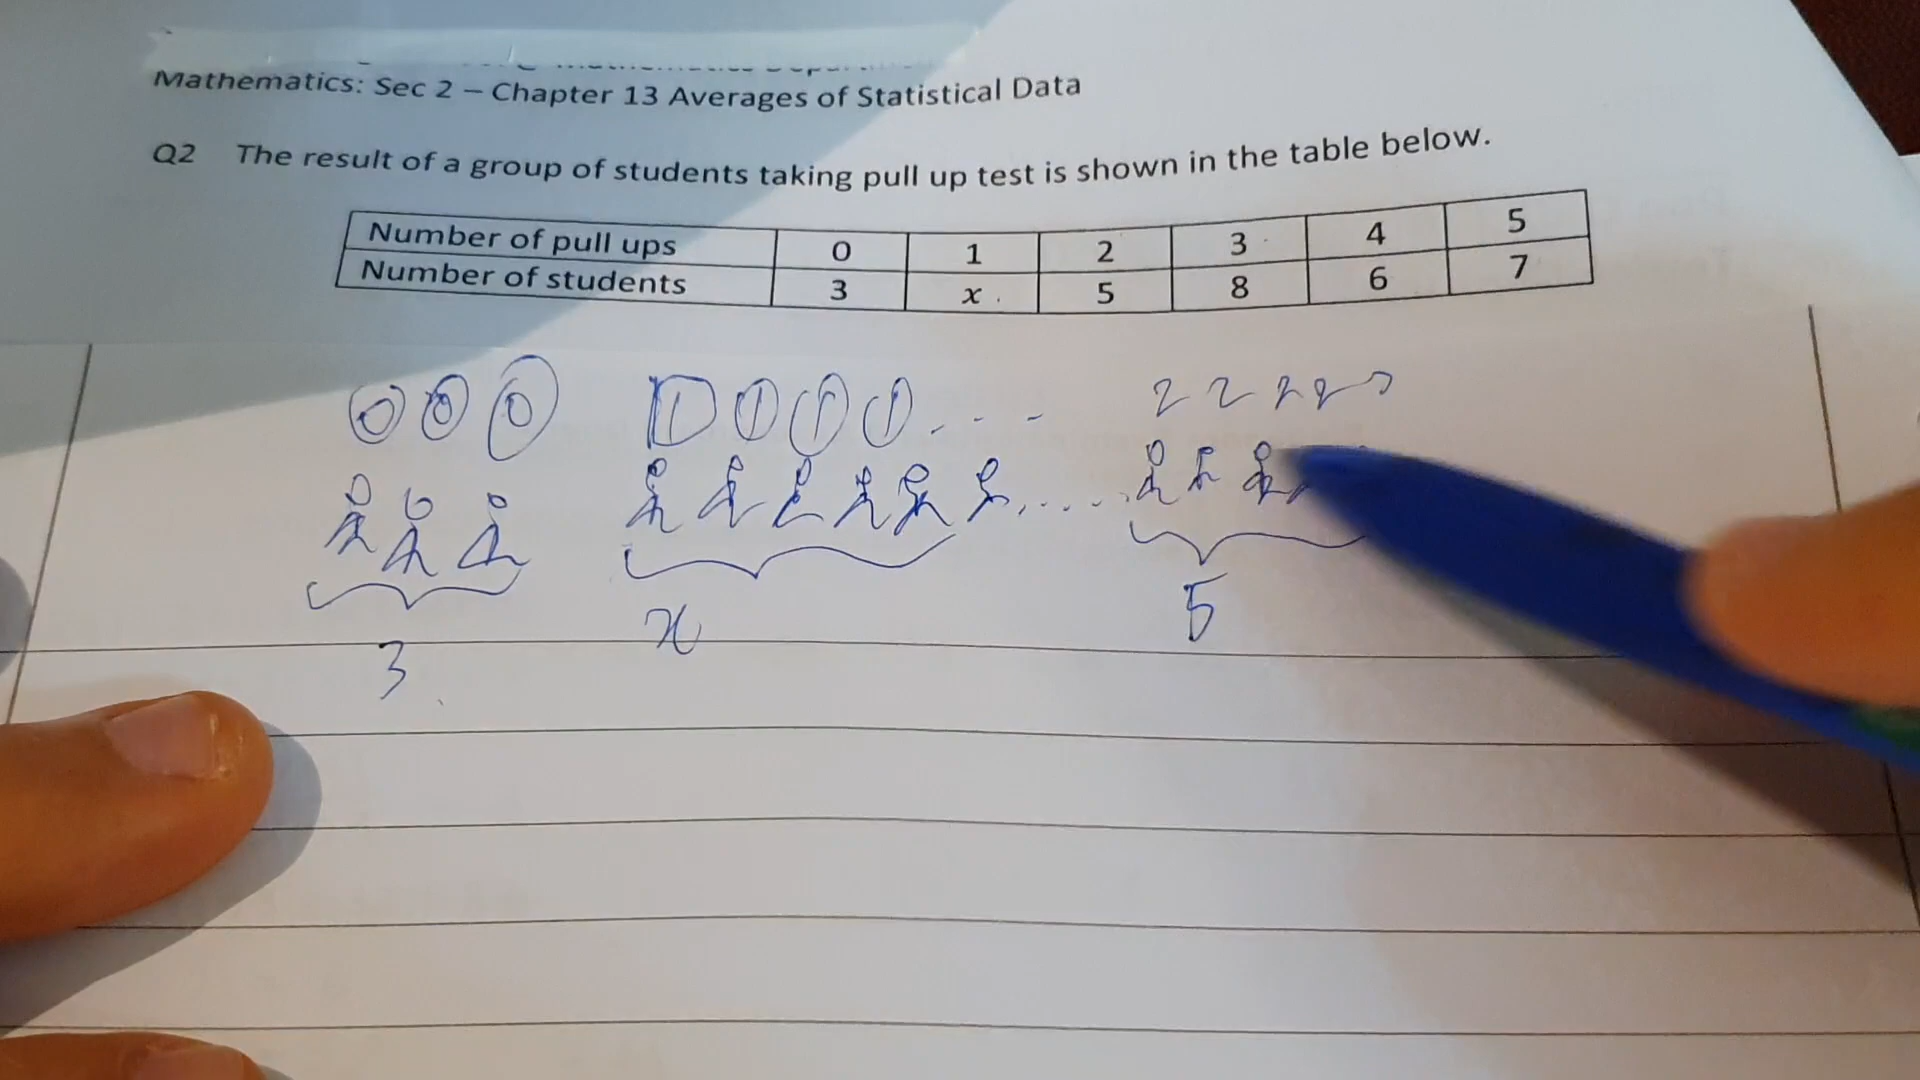 Mathematics: Sec 2 – Chapter 13 Averages of Statistical Data
Q2 The result of a group of students taking pull up test is shown in the table below.
Number of pull ups 0 1 2 3 4 5
Number of students 3 x 5 8 6 7
0 0 0 1 1 1 1 . - - 2 2 2 2 2
3 x 5